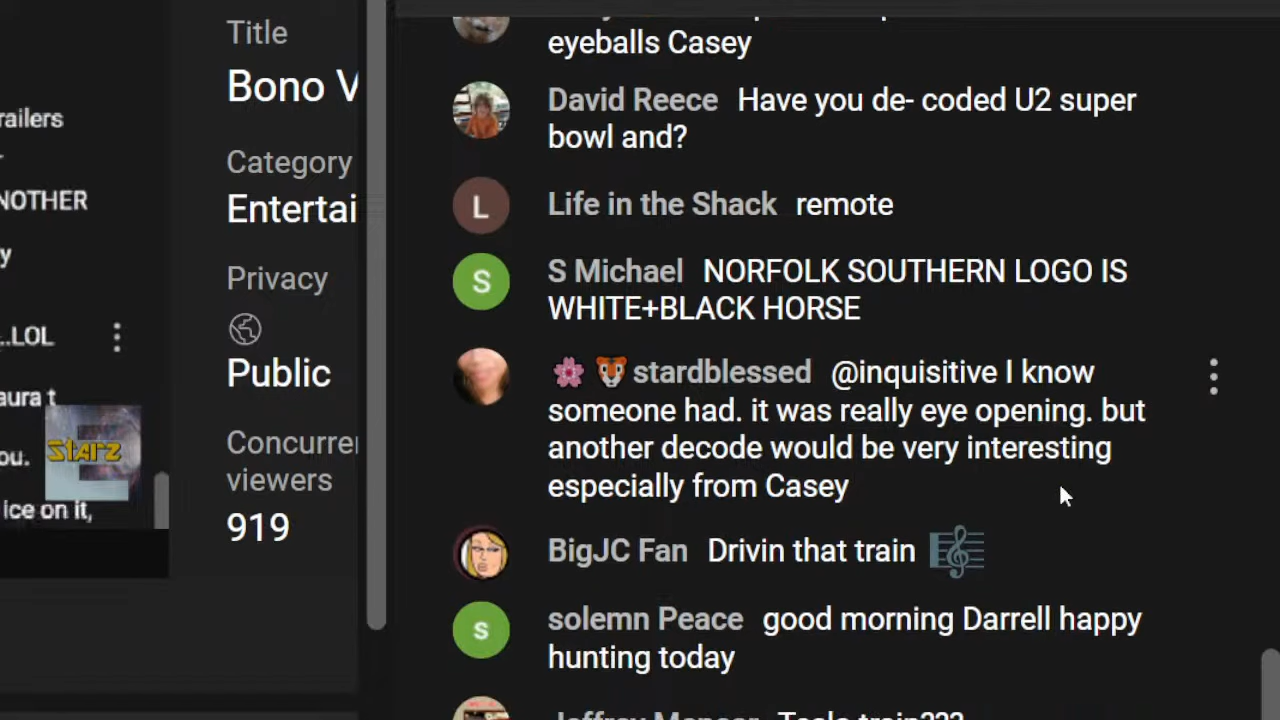 Title
Bono V
Category
Entertai
Privacy
Public
Concurre
viewers
919
railers
NOTHER
y
..LOL
aura t
ou.
Starz
E
ice on it,
eyeballs Casey
David Reece Have you de- coded U2 super
bowl and?
L Life in the Shack remote
S S Michael NORFOLK SOUTHERN LOGO IS
WHITE+BLACK HORSE
🌸 🐯 stardblessed @inquisitive I know
someone had. it was really eye opening. but
another decode would be very interesting
especially from Casey
BigJC Fan Drivin that train 🎼
s solemn Peace good morning Darrell happy
hunting today